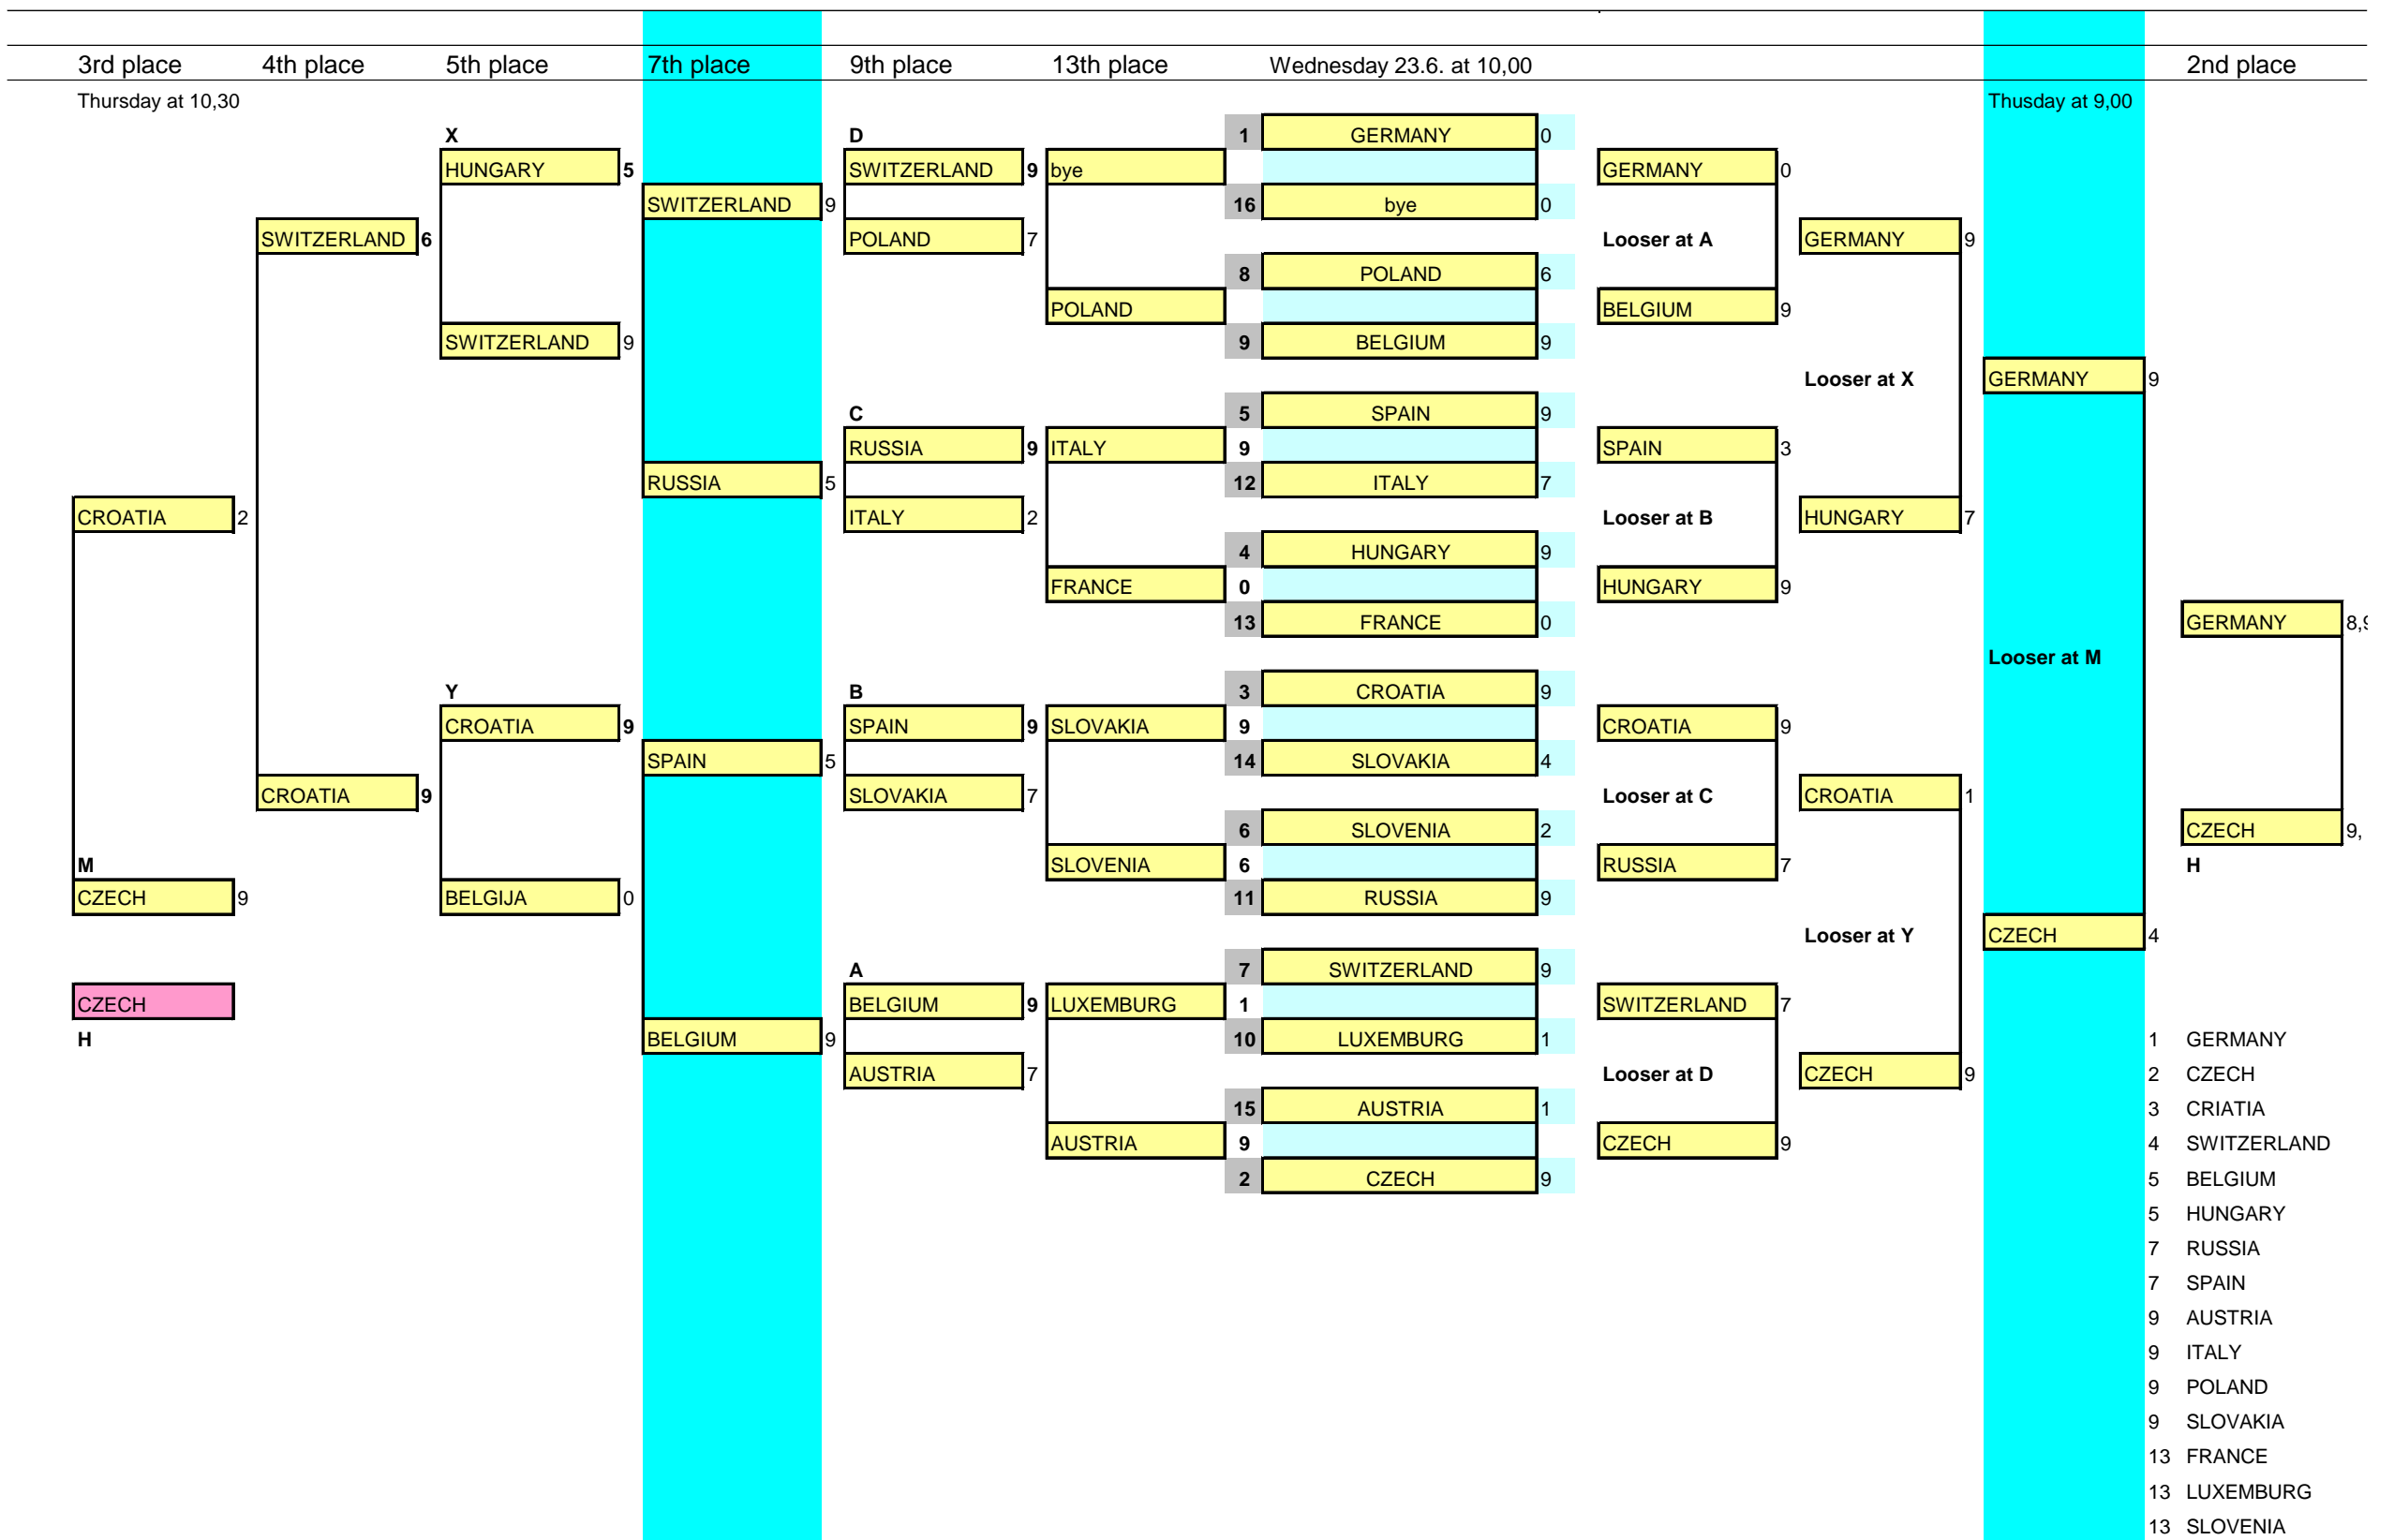 3rd place 4th place 5th place 7th place 9th place 13th place Wednesday 23.6. at 10,00 2nd place
Thursday at 10,30 Thusday at 9,00
X D 1 GERMANY 0
HUNGARY 5 SWITZERLAND 9 bye GERMANY 0
SWITZERLAND 9 16 bye 0
SWITZERLAND 6 POLAND 7 Looser at A GERMANY 9
8 POLAND 6
POLAND BELGIUM 9
SWITZERLAND 9 9 BELGIUM 9
Looser at X GERMANY 9
C 5 SPAIN 9
RUSSIA 9 ITALY 9 SPAIN 3
RUSSIA 5 12 ITALY 7
CROATIA 2 ITALY 2 Looser at B HUNGARY 7
4 HUNGARY 9
FRANCE 0 HUNGARY 9
13 FRANCE 0 GERMANY 8,9
Looser at M
Y B 3 CROATIA 9
CROATIA 9 SPAIN 9 SLOVAKIA 9 CROATIA 9
SPAIN 5 14 SLOVAKIA 4
CROATIA 9 SLOVAKIA 7 Looser at C CROATIA 1
6 SLOVENIA 2 CZECH 9,
M SLOVENIA 6 RUSSIA 7 H
CZECH 9 BELGIJA 0 11 RUSSIA 9
Looser at Y CZECH 4
A 7 SWITZERLAND 9
CZECH BELGIUM 9 LUXEMBURG 1 SWITZERLAND 7
H BELGIUM 9 10 LUXEMBURG 1 1 GERMANY
AUSTRIA 7 Looser at D CZECH 9 2 CZECH
15 AUSTRIA 1 3 CRIATIA
AUSTRIA 9 CZECH 9 4 SWITZERLAND
2 CZECH 9 5 BELGIUM
5 HUNGARY
7 RUSSIA
7 SPAIN
9 AUSTRIA
9 ITALY
9 POLAND
9 SLOVAKIA
13 FRANCE
13 LUXEMBURG
13 SLOVENIA